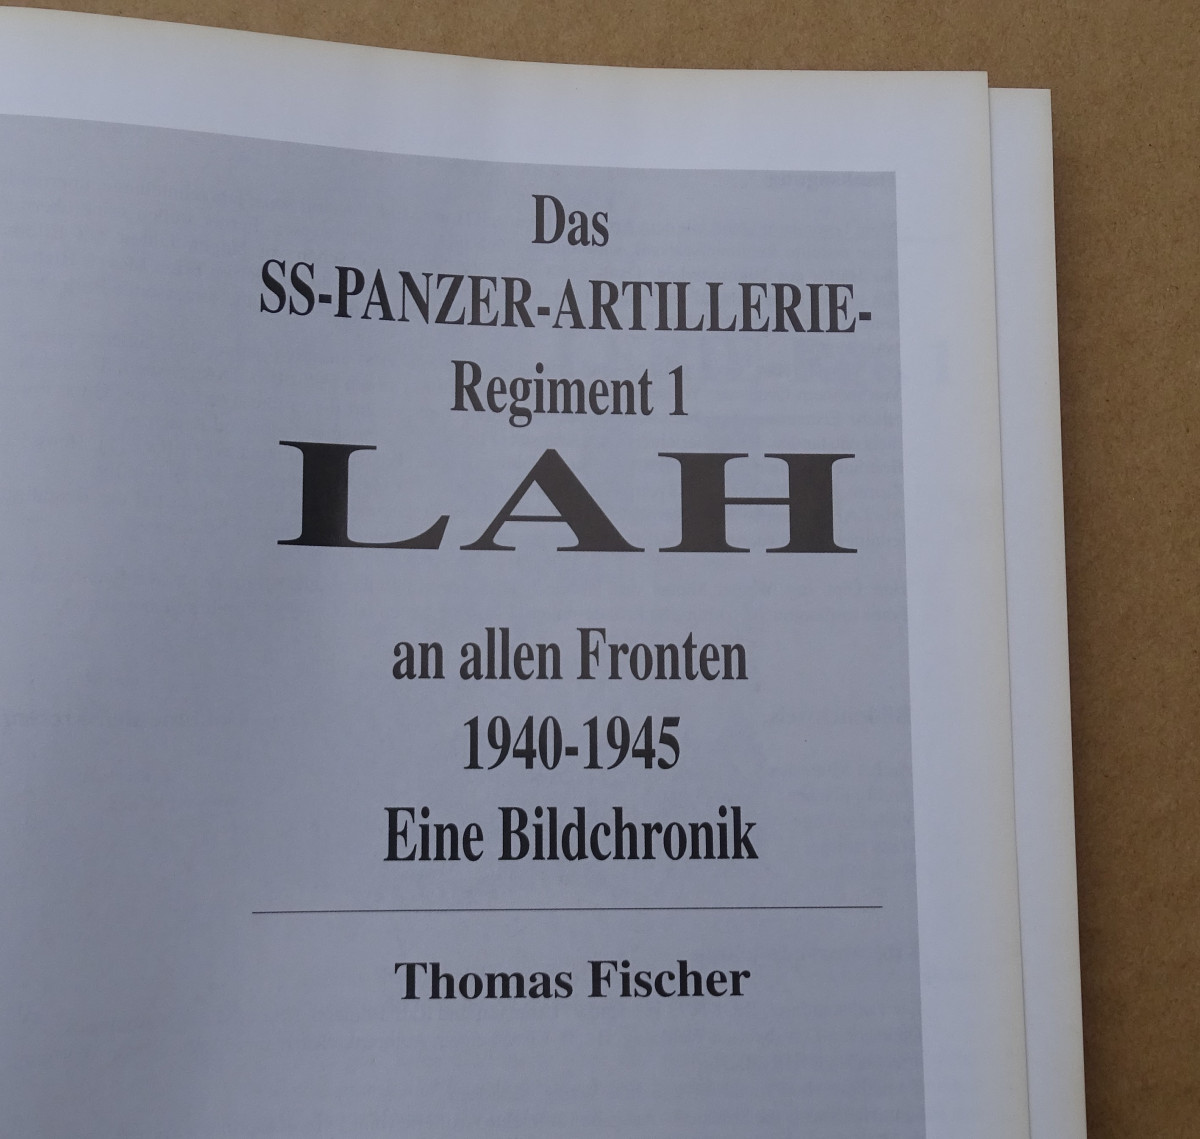 Das
SS-PANZER-ARTILLERIE-
Regiment 1
LAH
an allen Fronten
1940-1945
Eine Bildchronik
Thomas Fischer